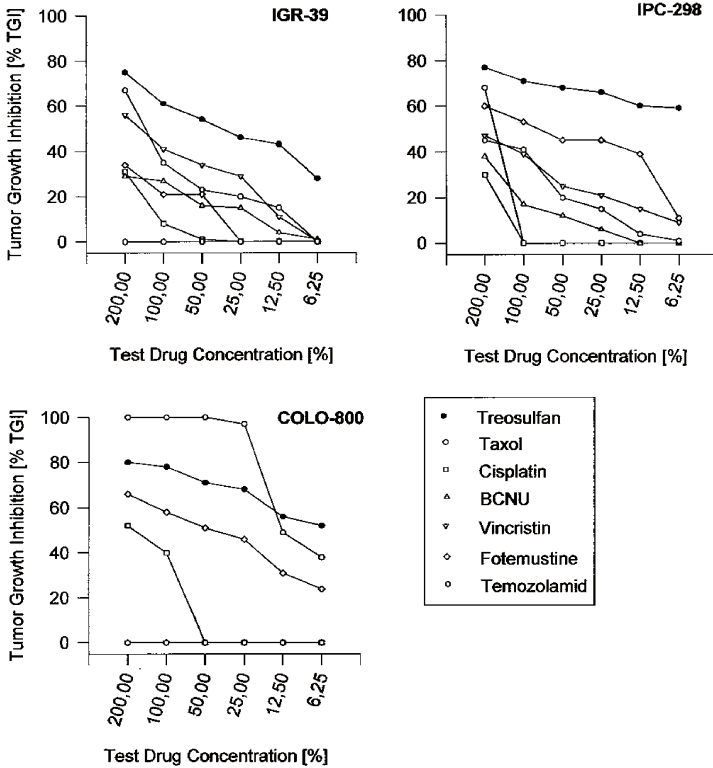 IGR-39
Tumor Growth Inhibition [% TGI]
100
80
60
40
20
0
200,00
100,00
50,00
25,00
12,50
6,25
Test Drug Concentration [%]
IPC-298
100
80
60
40
20
0
200,00
100,00
50,00
25,00
12,50
6,25
Test Drug Concentration [%]
COLO-800
Tumor Growth Inhibition [% TGI]
100
80
60
40
20
0
200,00
100,00
50,00
25,00
12,50
6,25
Test Drug Concentration [%]
Treosulfan
Taxol
Cisplatin
BCNU
Vincristin
Fotemustine
Temozolamid